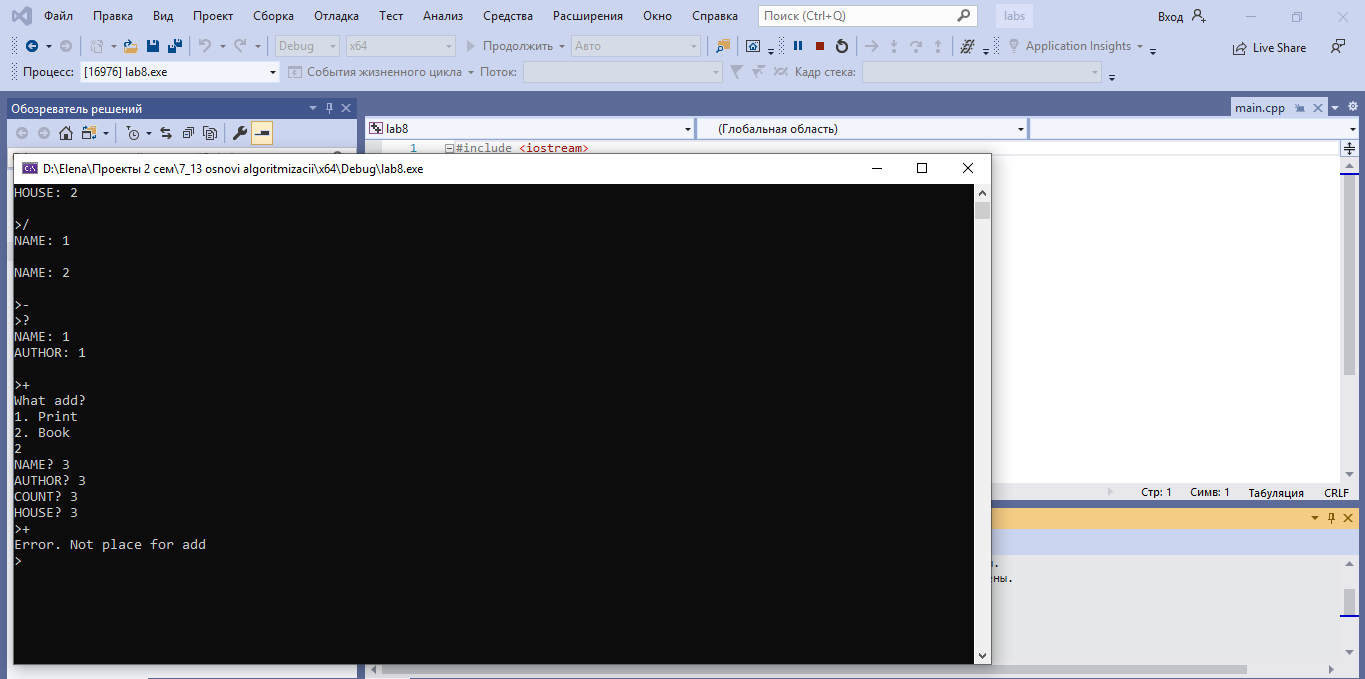 Файл Правка Вид Проект Сборка Отладка Тест Анализ Средства Расширения Окно Справка Поиск (Ctrl+Q) labs Вход
Debug x64 Продолжить Авто Application Insights Live Share
Процесс: [16976] lab8.exe События жизненного цикла Поток: Кадр стека:
Обозреватель решений
main.cpp
lab8 (Глобальная область)
1 #include <iostream>
D:\Elena\Проекты 2 сем\7_13 osnovi algoritmizacii\x64\Debug\lab8.exe
HOUSE: 2
>/
NAME: 1
NAME: 2
>-
>?
NAME: 1
AUTHOR: 1
>+
What add?
1. Print
2. Book
2
NAME? 3
AUTHOR? 3
COUNT? 3
HOUSE? 3
>+
Error. Not place for add
>
Стр: 1 Симв: 1 Табуляция CRLF
ены.